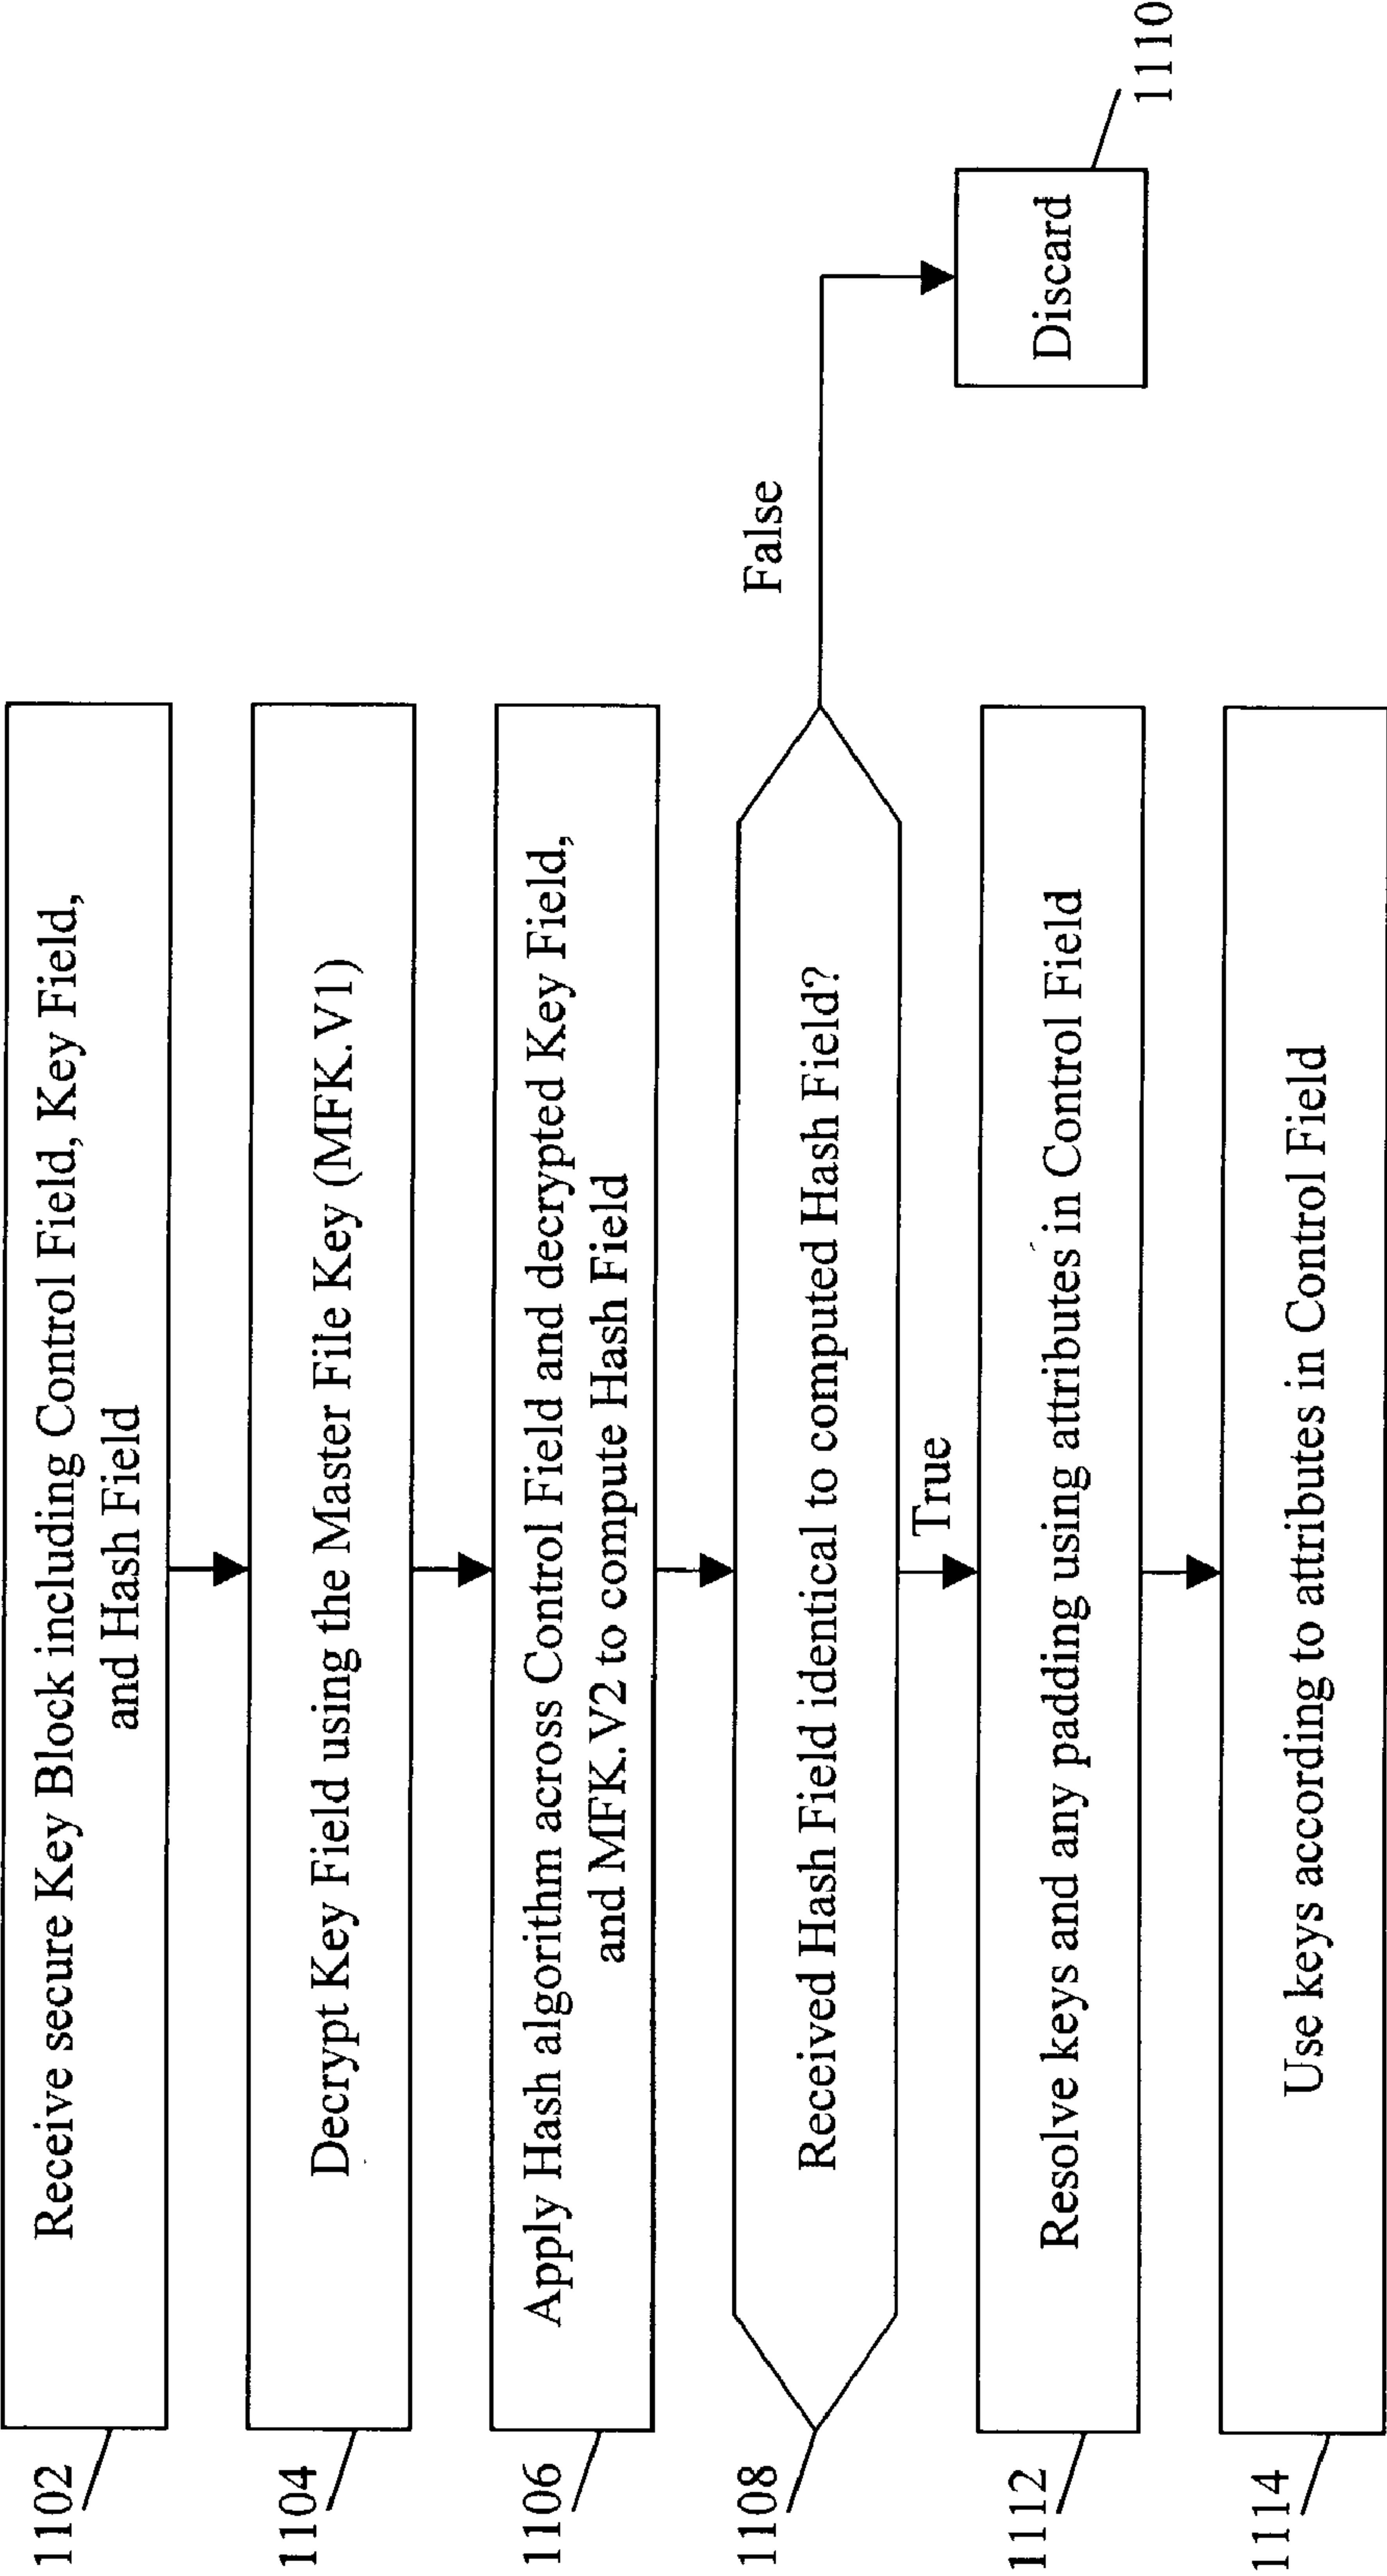 1102
Receive secure Key Block including Control Field, Key Field,
and Hash Field
1104
Decrypt Key Field using the Master File Key (MFK.V1)
1106
Apply Hash algorithm across Control Field and decrypted Key Field,
and MFK.V2 to compute Hash Field
1108
Received Hash Field identical to computed Hash Field?
False
True
Discard
1110
1112
Resolve keys and any padding using attributes in Control Field
1114
Use keys according to attributes in Control Field